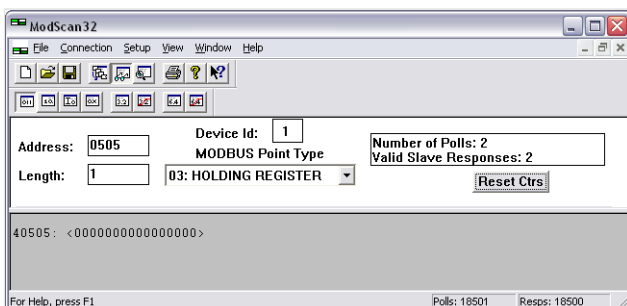 ModScan32
File Connection Setup View Window Help
Address: 0505
Device Id: 1
MODBUS Point Type
Length: 1
03: HOLDING REGISTER
Number of Polls: 2
Valid Slave Responses: 2
Reset Ctrs
40505: <0000000000000000>
For Help, press F1
Polls: 18501
Resps: 18500